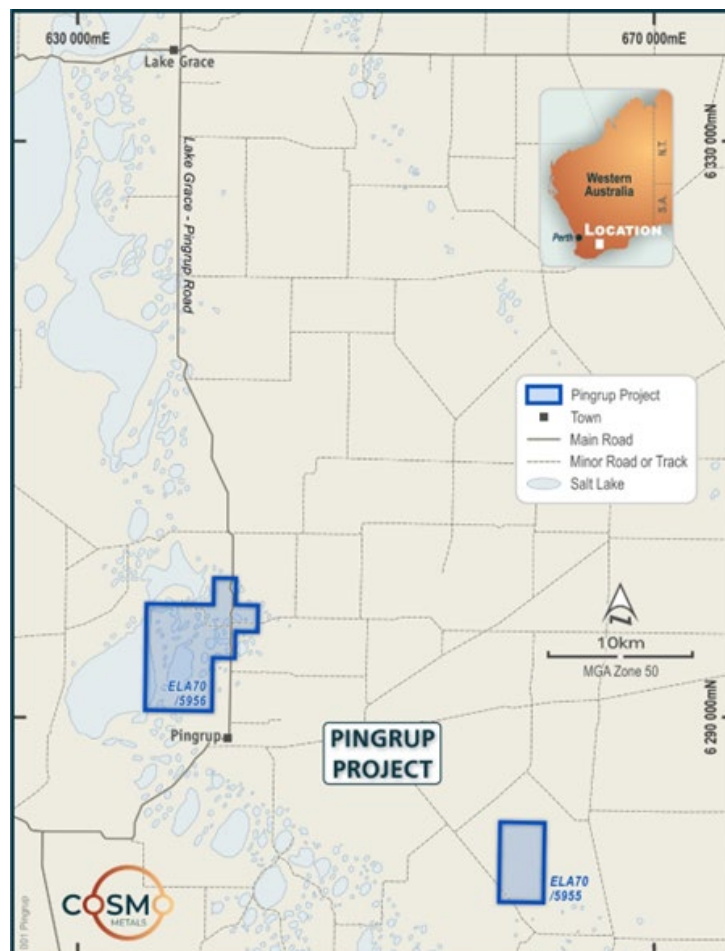 630 000mE
670 000mE
Lake Grace
6 330 000mN
Lake Grace - Pingrup Road
Western
Australia
N.T.
S.A.
Perth
LOCATION
Pingrup Project
Town
Main Road
Minor Road or Track
Salt Lake
N
10km
MGA Zone 50
ELA70
/5956
Pingrup
6 290 000mN
PINGRUP
PROJECT
ELA70
/5955
COSMO
METALS
001 Pingrup